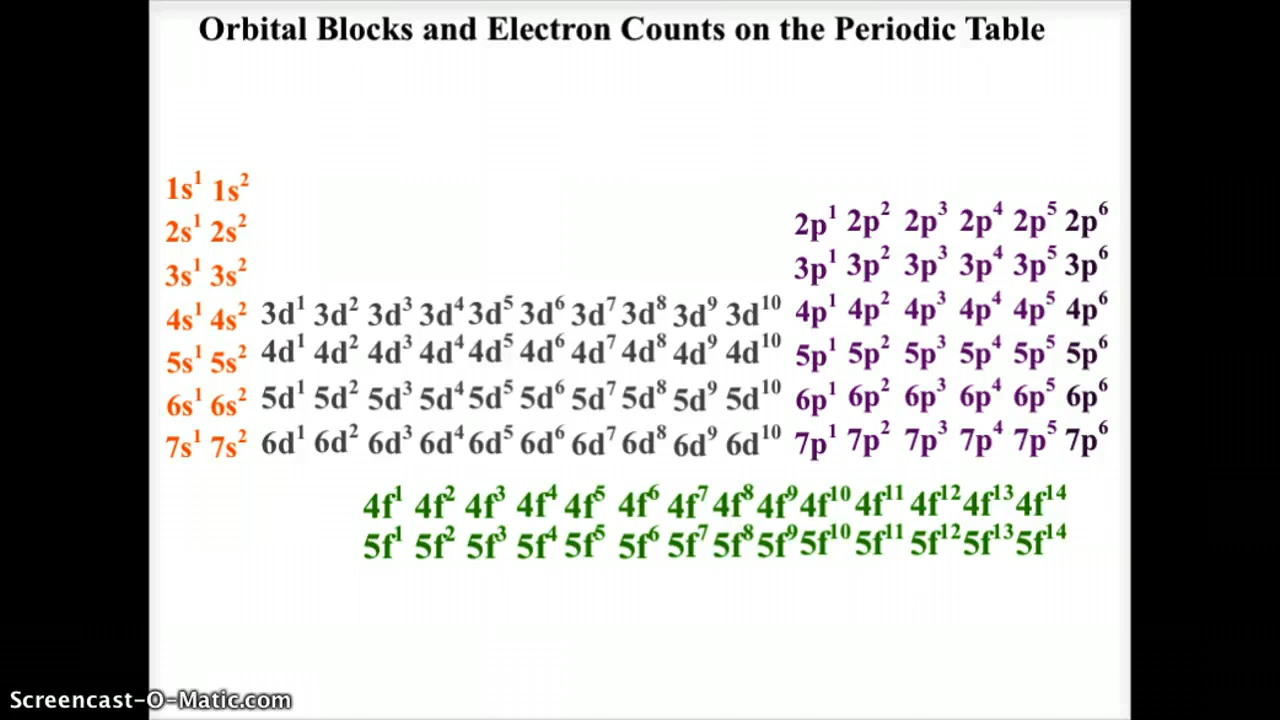 Orbital Blocks and Electron Counts on the Periodic Table
1s¹ 1s²
2s¹ 2s² 2p¹ 2p² 2p³ 2p⁴ 2p⁵ 2p⁶
3s¹ 3s² 3p¹ 3p² 3p³ 3p⁴ 3p⁵ 3p⁶
4s¹ 4s² 3d¹ 3d² 3d³ 3d⁴ 3d⁵ 3d⁶ 3d⁷ 3d⁸ 3d⁹ 3d¹⁰ 4p¹ 4p² 4p³ 4p⁴ 4p⁵ 4p⁶
5s¹ 5s² 4d¹ 4d² 4d³ 4d⁴ 4d⁵ 4d⁶ 4d⁷ 4d⁸ 4d⁹ 4d¹⁰ 5p¹ 5p² 5p³ 5p⁴ 5p⁵ 5p⁶
6s¹ 6s² 5d¹ 5d² 5d³ 5d⁴ 5d⁵ 5d⁶ 5d⁷ 5d⁸ 5d⁹ 5d¹⁰ 6p¹ 6p² 6p³ 6p⁴ 6p⁵ 6p⁶
7s¹ 7s² 6d¹ 6d² 6d³ 6d⁴ 6d⁵ 6d⁶ 6d⁷ 6d⁸ 6d⁹ 6d¹⁰ 7p¹ 7p² 7p³ 7p⁴ 7p⁵ 7p⁶
4f¹ 4f² 4f³ 4f⁴ 4f⁵ 4f⁶ 4f⁷ 4f⁸ 4f⁹ 4f¹⁰ 4f¹¹ 4f¹² 4f¹³ 4f¹⁴
5f¹ 5f² 5f³ 5f⁴ 5f⁵ 5f⁶ 5f⁷ 5f⁸ 5f⁹ 5f¹⁰ 5f¹¹ 5f¹² 5f¹³ 5f¹⁴
Screencast-O-Matic.com